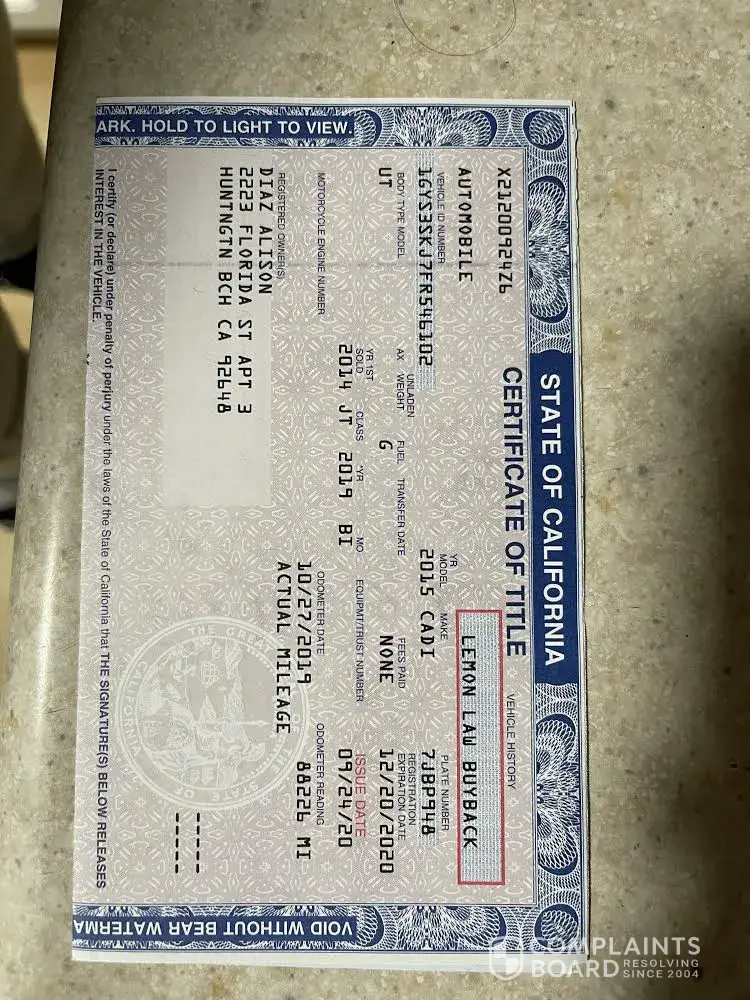 STATE OF CALIFORNIA
CERTIFICATE OF TITLE
VEHICLE HISTORY
X2120092476
AUTOMOBILE
LEMON LAW BUYBACK
VEHICLE ID NUMBER
YR MODEL
MAKE
PLATE NUMBER
1GYS3SKJ7FR546102
2015 CADI
7JBP948
BODY TYPE MODEL
AX
UNLADEN WEIGHT
FUEL
TRANSFER DATE
FEES PAID
REGISTRATION EXPIRATION DATE
UT
G
NONE
12/20/2020
YR 1ST SOLD
CLASS
*YR
MO
EQUIPMT/TRUST NUMBER
ISSUE DATE
2014 JT 2019 BI
09/24/20
MOTORCYCLE ENGINE NUMBER
ODOMETER DATE
ODOMETER READING
10/27/2019
88226 MI
ACTUAL MILEAGE
REGISTERED OWNER(S)
DIAZ ALISON
2223 FLORIDA ST APT 3
HUNTNGTN BCH CA 92648
I certify (or declare) under penalty of perjury under the laws of the State of California that THE SIGNATURE(S) BELOW RELEASES
INTEREST IN THE VEHICLE.
ARK. HOLD TO LIGHT TO VIEW.
VOID WITHOUT BEAR WATERMA
COMPLAINTS
BOARD
RESOLVING
SINCE 2004